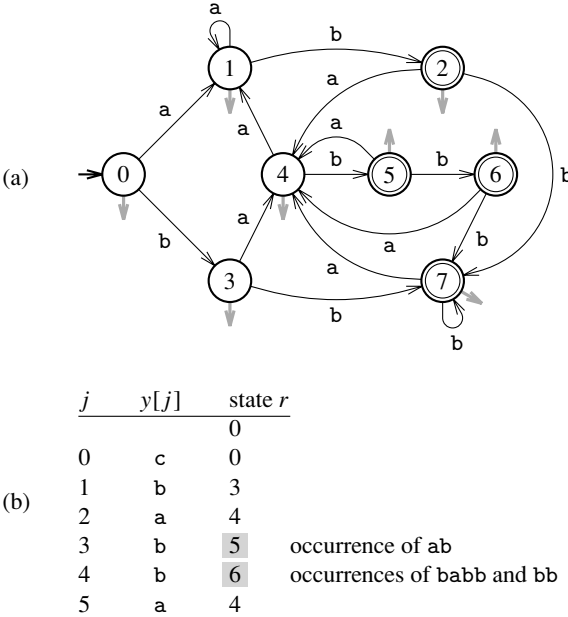 a
1
b
2
a
a
a
a
(a)
0
4
b
5
b
6
b
b
a
a
b
3
a
7
b
b
j y[j] state r
0
0 c 0
1 b 3
(b)
2 a 4
3 b 5 occurrence of ab
4 b 6 occurrences of babb and bb
5 a 4